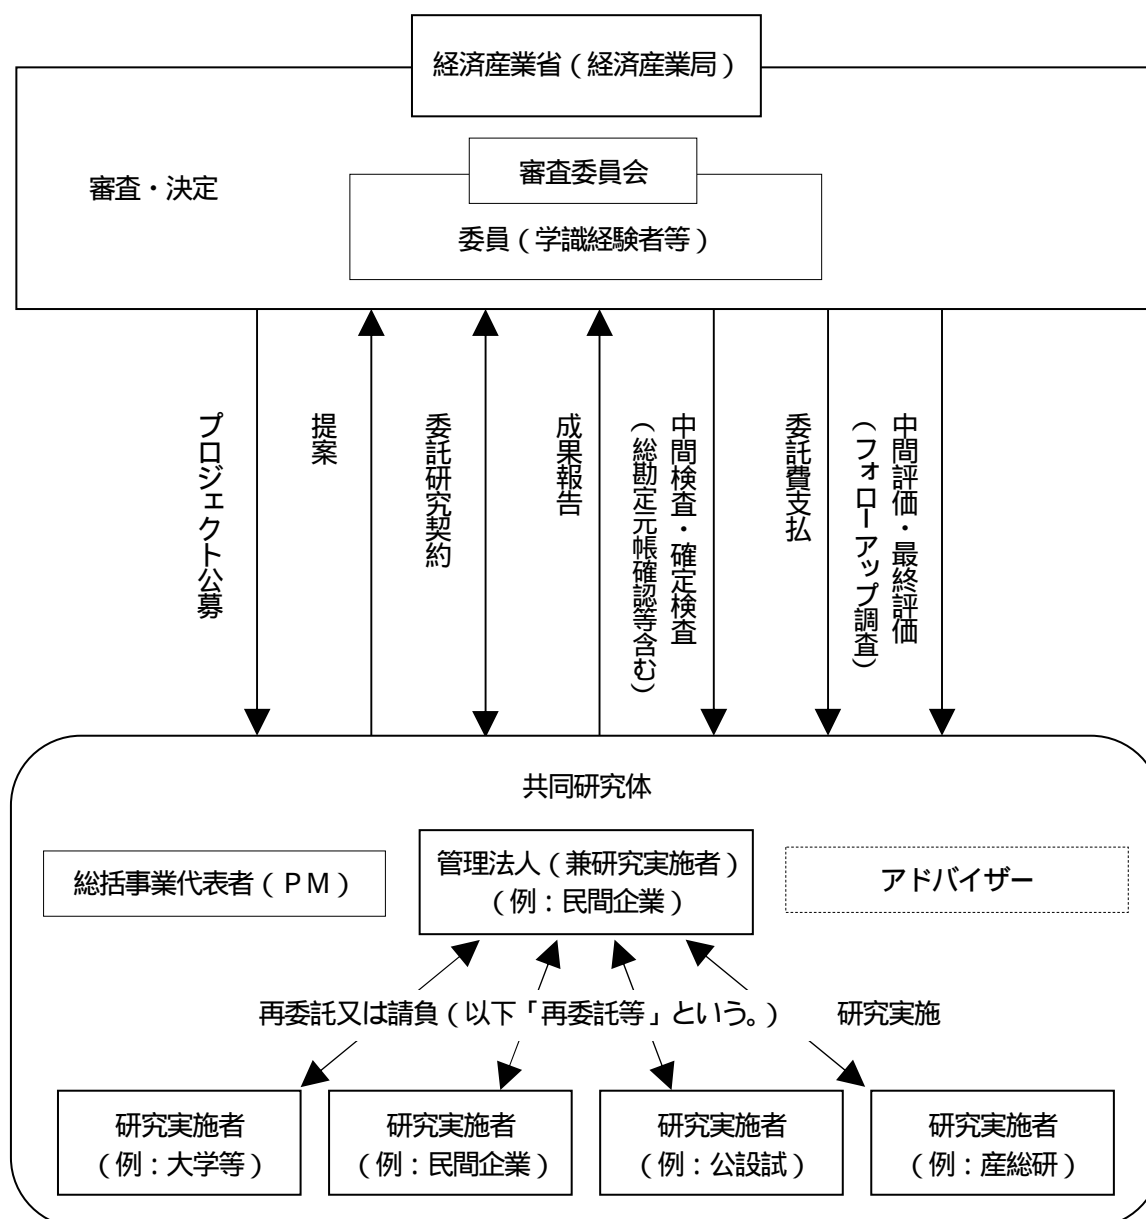 経済産業省（経済産業局）
審査・決定
審査委員会
委員（学識経験者等）
プロジェクト公募
提案
委託研究契約
成果報告
中間検査・確定検査
（総勘定元帳確認等含む）
委託費支払
中間評価・最終評価
（フォローアップ調査）
共同研究体
総括事業代表者（ＰＭ）
管理法人（兼研究実施者）
（例：民間企業）
アドバイザー
再委託又は請負（以下「再委託等」という。）
研究実施
研究実施者
（例：大学等）
研究実施者
（例：民間企業）
研究実施者
（例：公設試）
研究実施者
（例：産総研）